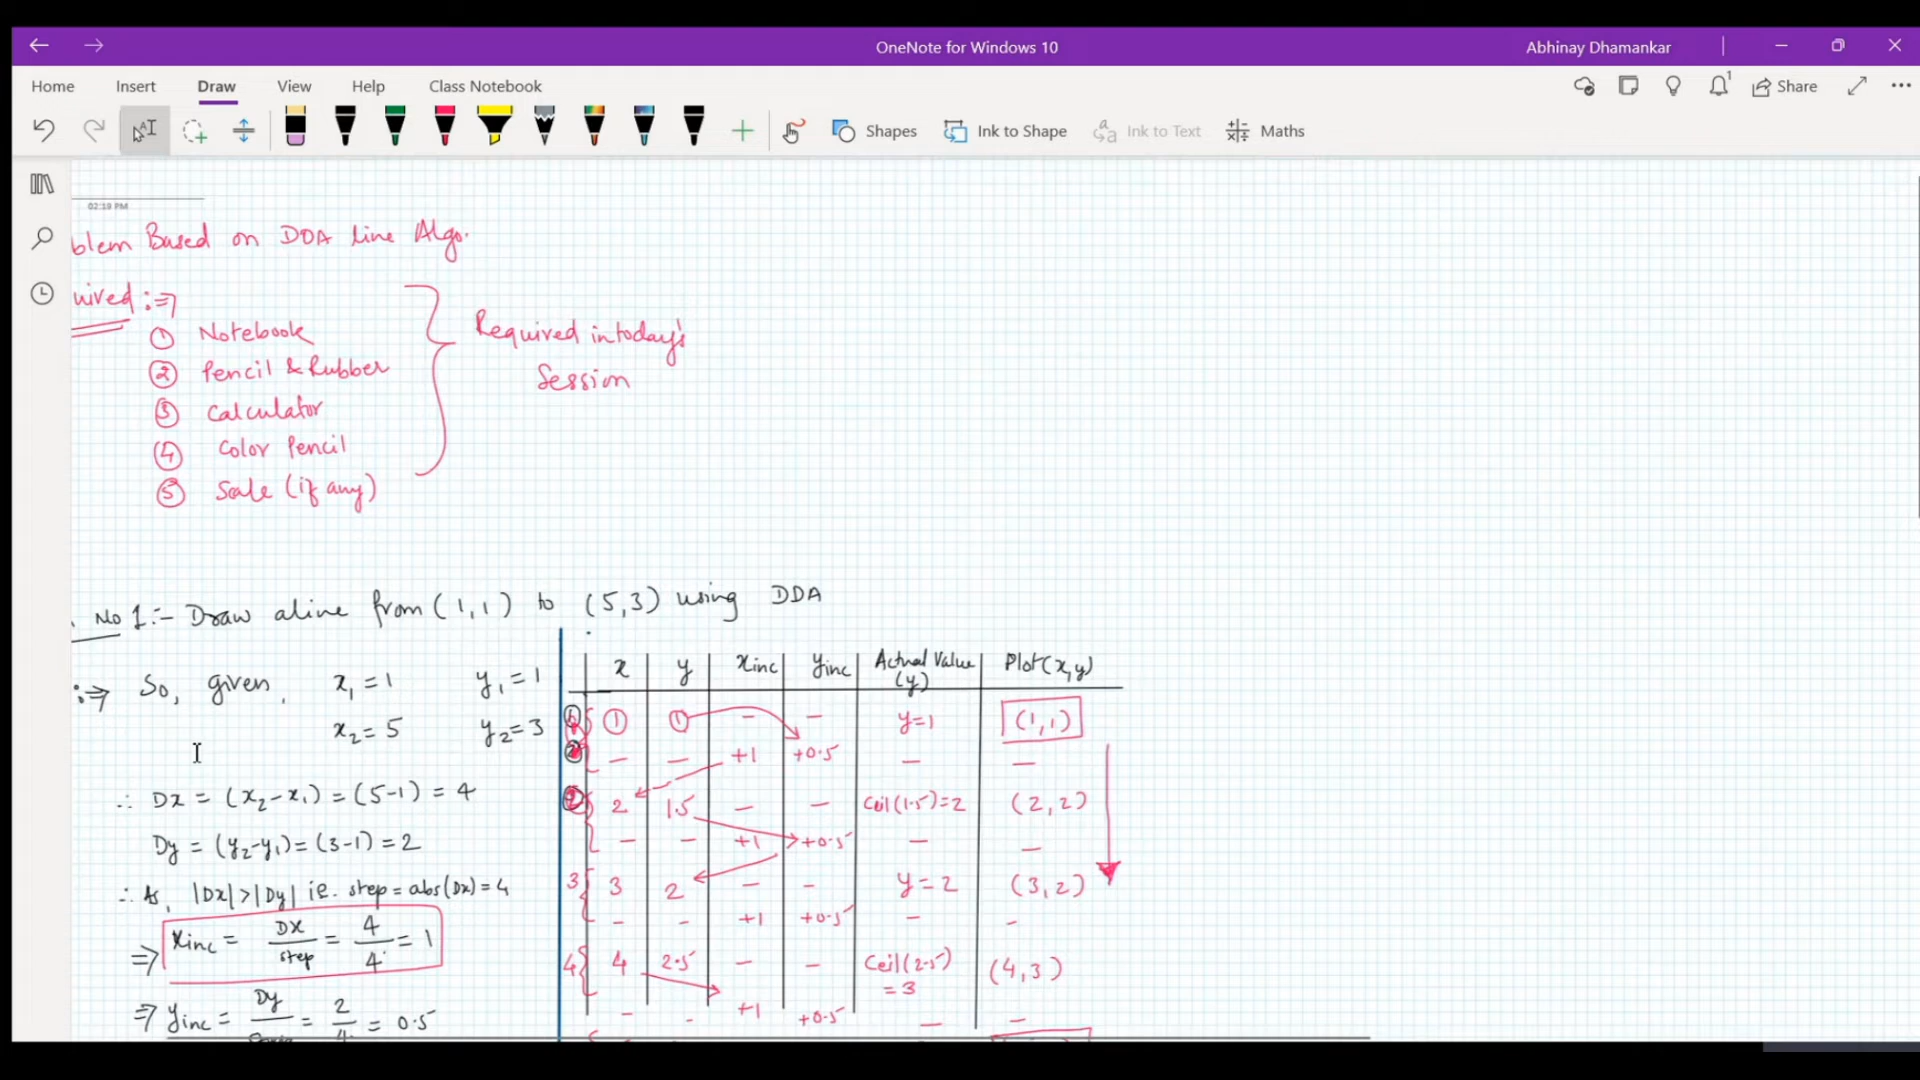 OneNote for Windows 10
Abhinay Dhamankar
Home Insert Draw View Help Class Notebook
1
Share
Shapes Ink to Shape Ink to Text Maths
02:19 PM
blem Based on DDA line Algo.
uired :⇒
① Notebook
② Pencil & Rubber
③ Calculator
④ Color Pencil
⑤ Sale (if any)
Required in today's
Session
. No 1:- Draw a line from (1,1) to (5,3) using DDA
:⇒ So, given, x₁ = 1 y₁ = 1
x₂ = 5 y₂ = 3
∴ Dx = (x₂-x₁) = (5-1) = 4
Dy = (y₂-y₁) = (3-1) = 2
∴ As, |Dx|>|Dy| i.e. step = abs(Dx) = 4
⇒ xinc = Dx/step = 4/4 = 1
⇒ yinc = Dy/ = 2/4 = 0.5
x y xinc yinc Actual Value (y) Plot(x,y)
① ① - - y=1 (1,1)
- - +1 +0.5 - -
2 1.5 - - Ceil(1.5)=2 (2,2)
- - +1 +0.5 - -
3 3 2 - - y=2 (3,2)
- - +1 +0.5 - -
4 4 2.5 - - Ceil(2.5) = 3 (4,3)
- - +1 +0.5 - -